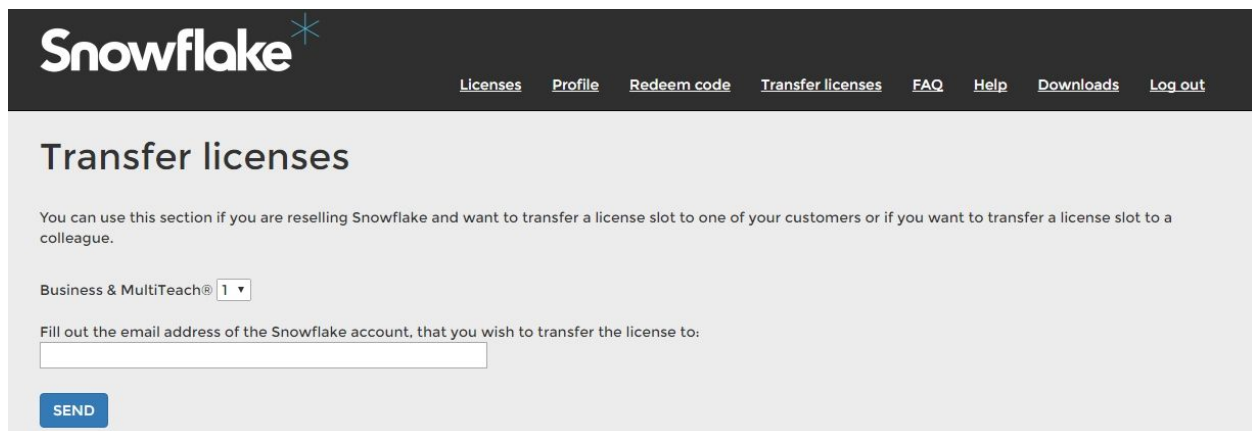 Snowflake
Licenses Profile Redeem code Transfer licenses FAQ Help Downloads Log out
Transfer licenses
You can use this section if you are reselling Snowflake and want to transfer a license slot to one of your customers or if you want to transfer a license slot to a
colleague.
Business & MultiTeach® 1
Fill out the email address of the Snowflake account, that you wish to transfer the license to:
SEND